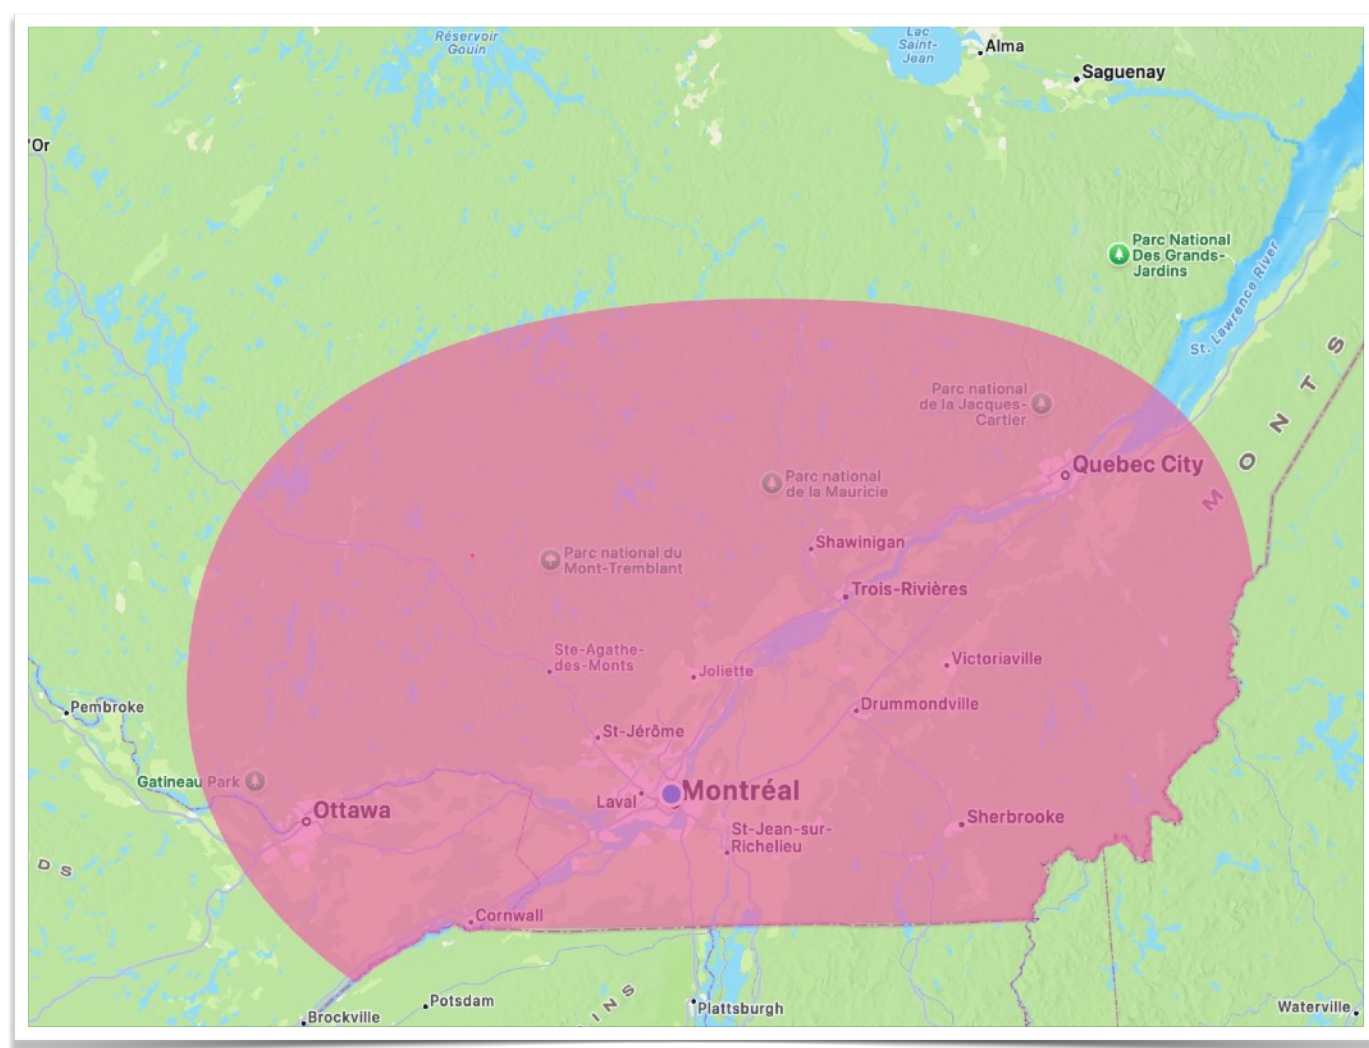 Réservoir
Gouin
Lac
Saint-
Jean
Alma
Saguenay
'Or
Parc National
Des Grands-
Jardins
St. Lawrence River
M O N T S
Parc national
de la Jacques-
Cartier
Quebec City
Parc national
de la Mauricie
Shawinigan
Parc national du
Mont-Tremblant
Trois-Rivières
Ste-Agathe-
des-Monts
Joliette
Victoriaville
Pembroke
Drummondville
St-Jérôme
Gatineau Park
Montréal
Laval
Ottawa
Sherbrooke
St-Jean-sur-
Richelieu
D S
Cornwall
I N S
Potsdam
Plattsburgh
Brockville
Waterville